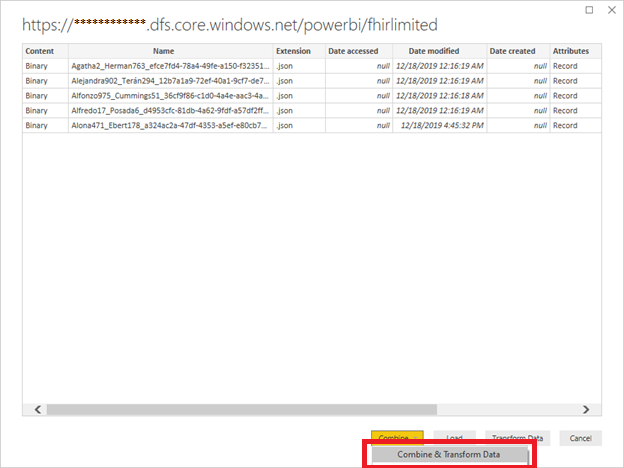 https://************.dfs.core.windows.net/powerbi/fhirlimited
Content Name Extension Date accessed Date modified Date created Attributes
Binary Agatha2_Herman763_efce7fd4-78a4-49fe-a150-f32351... .json null 12/18/2019 12:16:19 AM null Record
Binary Alejandra902_Terán294_12b7a1a9-72ef-40a1-9cf7-de7... .json null 12/18/2019 12:16:19 AM null Record
Binary Alfonzo975_Cummings51_36cf9f86-c1d0-4a4e-aac3-4a... .json null 12/18/2019 12:16:18 AM null Record
Binary Alfredo17_Posada6_d4953cfc-81db-4a62-9fdf-a57df2ff... .json null 12/18/2019 12:16:19 AM null Record
Binary Alona471_Ebert178_a324ac2a-47df-4353-a5ef-e80cb7... .json null 12/18/2019 4:45:32 PM null Record
Combine Load Transform Data Cancel
Combine & Transform Data